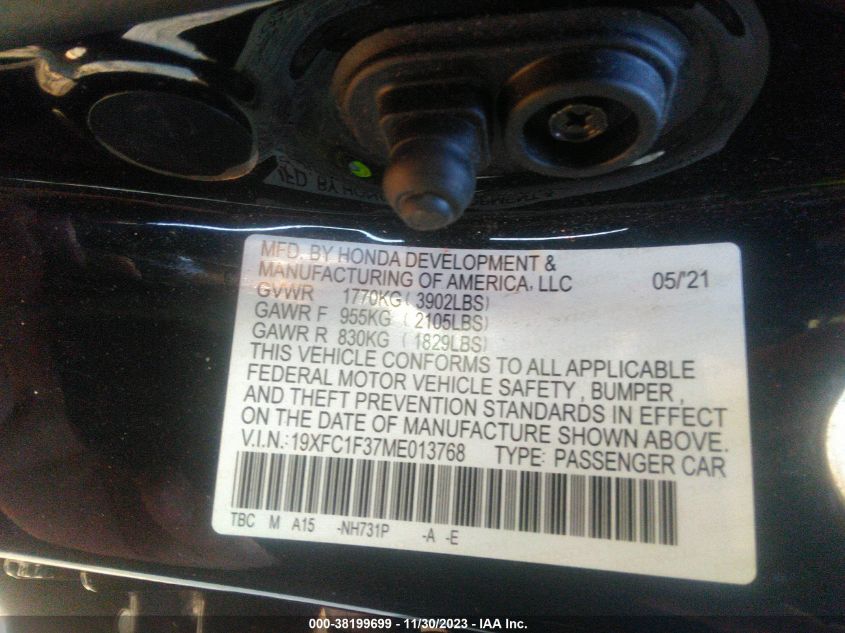 MFD. BY HONDA DEVELOPMENT &
MANUFACTURING OF AMERICA, LLC 05/'21
GVWR 1770KG ( 3902LBS)
GAWR F 955KG ( 2105LBS)
GAWR R 830KG ( 1829LBS)
THIS VEHICLE CONFORMS TO ALL APPLICABLE
FEDERAL MOTOR VEHICLE SAFETY , BUMPER ,
AND THEFT PREVENTION STANDARDS IN EFFECT
ON THE DATE OF MANUFACTURE SHOWN ABOVE.
V.I.N.:19XFC1F37ME013768 TYPE: PASSENGER CAR
TBC M A15 -NH731P -A -E
000-38199699 - 11/30/2023 - IAA Inc.